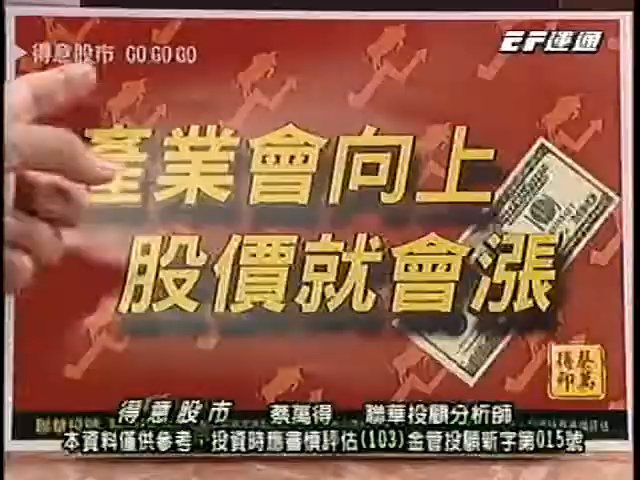 得意股市 GO GO GO
EF運通
產業會向上
股價就會漲
蔡萬得印
得意股市 蔡萬得 聯華投顧分析師
本資料僅供參考，投資時應審慎評估(103)金管投顧新字第015號